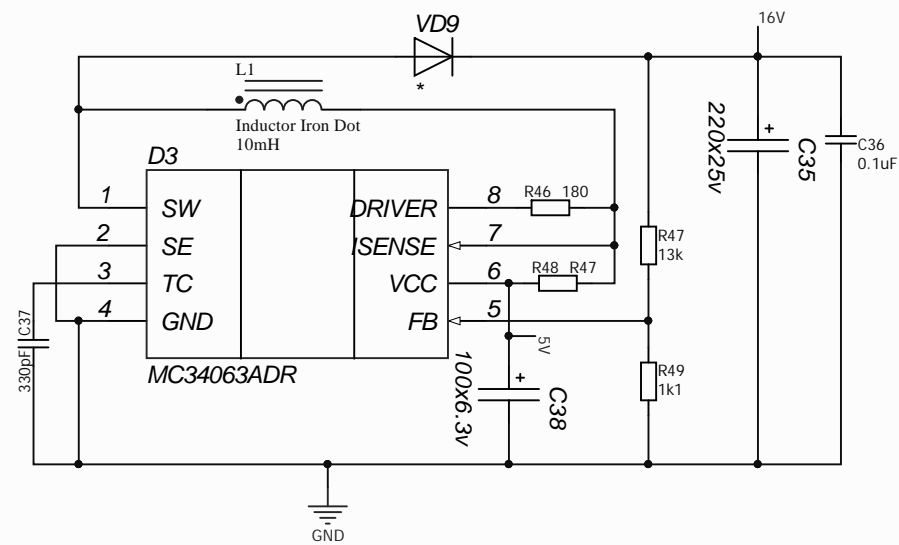 VD9
16V
*
L1
Inductor Iron Dot
10mH
220x25v
+
C35
C36
0.1uF
D3
1
SW
DRIVER
8
R46 180
2
SE
ISENSE
7
R47
13k
3
TC
VCC
6
R48 R47
4
GND
FB
5
C37
330pF
5V
MC34063ADR
100x6.3v
+
C38
R49
1k1
GND